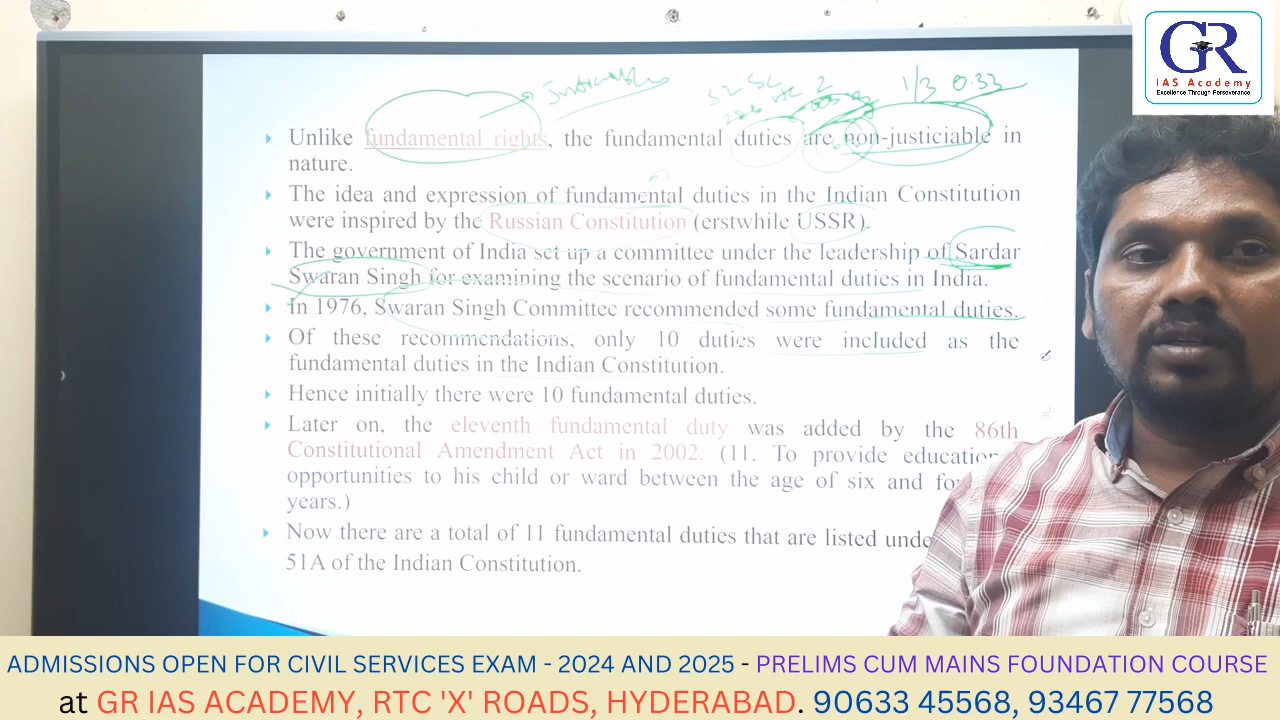 GR
IAS Academy
Excellence Through Perseverance
Justiciable
1/3 0.33
Unlike fundamental rights, the fundamental duties are non-justiciable in
nature.
The idea and expression of fundamental duties in the Indian Constitution
were inspired by the Russian Constitution (erstwhile USSR).
The government of India set up a committee under the leadership of Sardar
Swaran Singh for examining the scenario of fundamental duties in India.
In 1976, Swaran Singh Committee recommended some fundamental duties.
Of these recommendations, only 10 duties were included as the
fundamental duties in the Indian Constitution.
Hence initially there were 10 fundamental duties.
Later on, the eleventh fundamental duty was added by the 86th
Constitutional Amendment Act in 2002. (11. To provide education
opportunities to his child or ward between the age of six and fo
years.)
Now there are a total of 11 fundamental duties that are listed unde
51A of the Indian Constitution.
ADMISSIONS OPEN FOR CIVIL SERVICES EXAM - 2024 AND 2025 - PRELIMS CUM MAINS FOUNDATION COURSE
at GR IAS ACADEMY, RTC 'X' ROADS, HYDERABAD. 90633 45568, 93467 77568